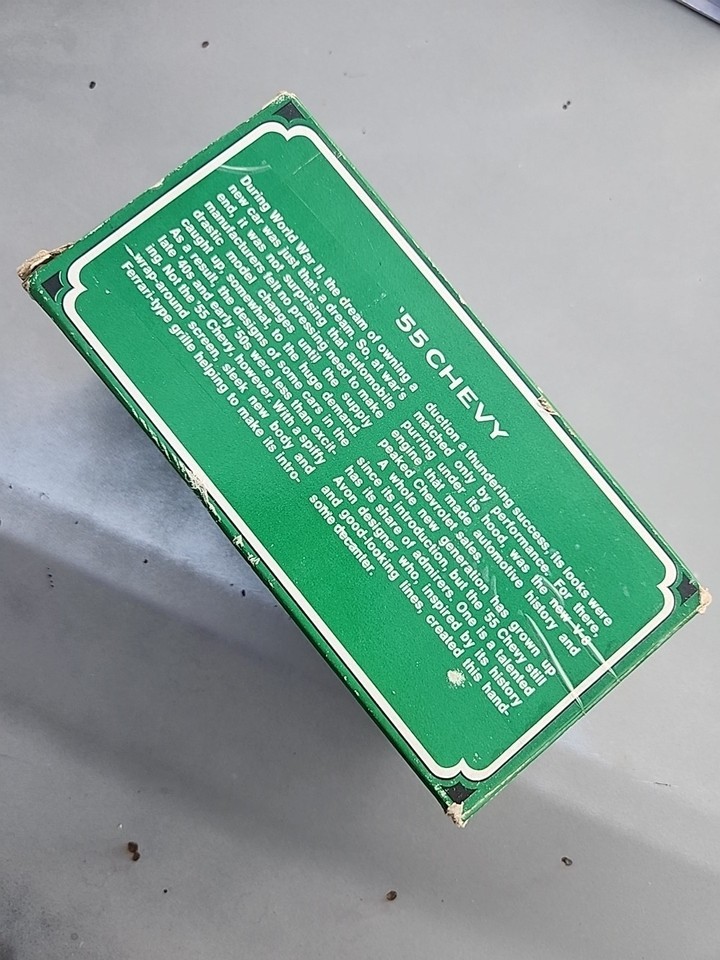 '55 CHEVY
During World War II, the dream of owning a
new car was just that: a dream. So, at war's
end, it was not surprising that automobile
manufacturers felt no pressing need to make
drastic model changes until the supply
caught up, somewhat, to the huge demand.
As a result, the designs of some cars in the
late '40s and early '50s were less than excit-
ing. Not the '55 Chevy, however. With a spiffy
wrap-around screen, sleek new body and
Ferrari-type grille helping to make its intro-
duction a thundering success, its looks were
matched only by performance. For there,
purring under its hood, was the new V-8
engine that made automotive history and
peaked Chevrolet sales.
A whole new generation has grown up
since its introduction, but the '55 Chevy still
has its share of admirers. One is a talented
Avon designer who, inspired by its history
and good-looking lines, created this hand-
some decanter.